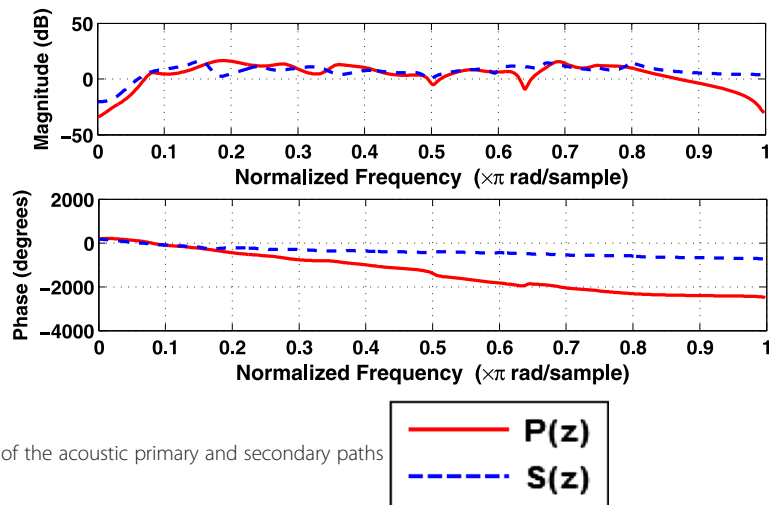 50
0
−50
Magnitude (dB)
0 0.1 0.2 0.3 0.4 0.5 0.6 0.7 0.8 0.9 1
Normalized Frequency (×π rad/sample)
2000
0
−2000
−4000
Phase (degrees)
0 0.1 0.2 0.3 0.4 0.5 0.6 0.7 0.8 0.9 1
Normalized Frequency (×π rad/sample)
of the acoustic primary and secondary paths
P(z)
S(z)